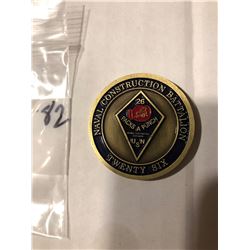 82
NAVAL CONSTRUCTION BATTALION
26
PACKS A PUNCH
U S N
TWENTY SIX